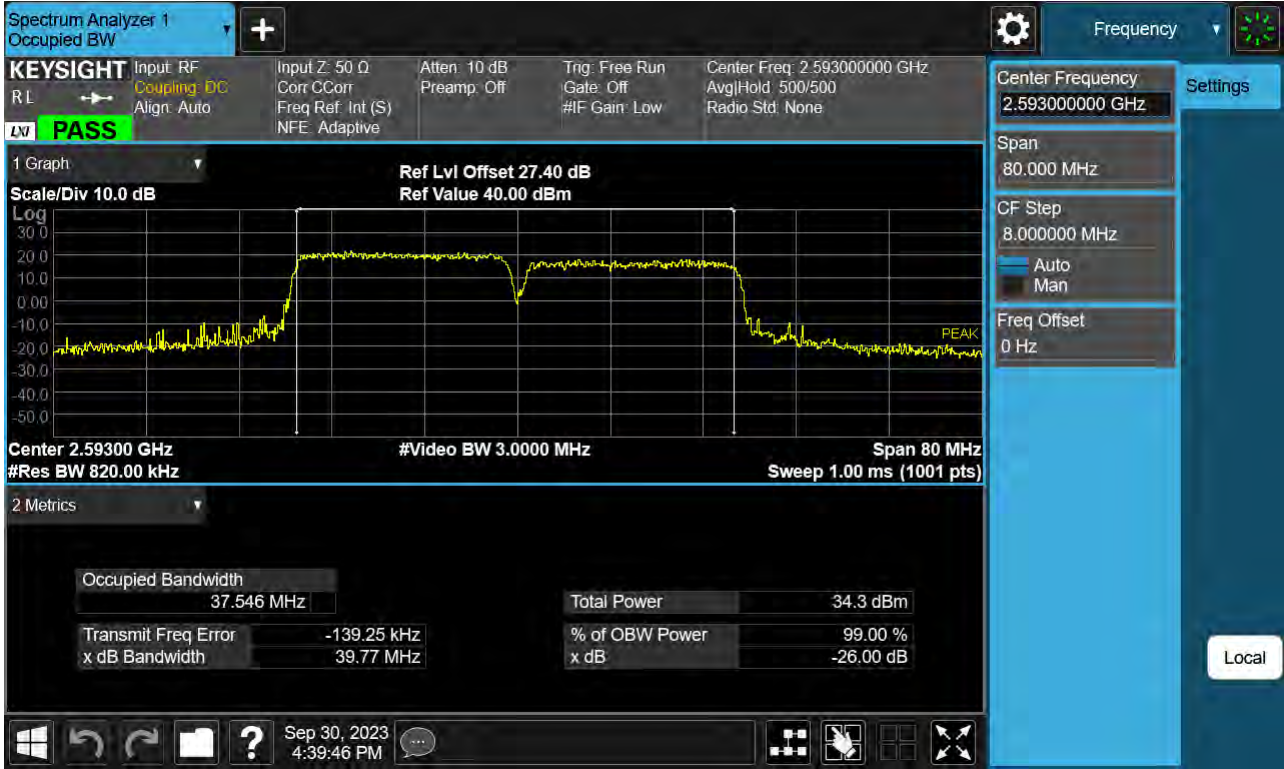 Spectrum Analyzer 1
Occupied BW
Frequency
KEYSIGHT
RL
LXI
PASS
Input: RF
Coupling: DC
Align: Auto
Input Z: 50 Ω
Corr CCorr
Freq Ref: Int (S)
NFE: Adaptive
Atten: 10 dB
Preamp: Off
Trig: Free Run
Gate: Off
#IF Gain: Low
Center Freq: 2.593000000 GHz
Avg|Hold: 500/500
Radio Std: None
Center Frequency
2.593000000 GHz
Settings
Span
80.000 MHz
CF Step
8.000000 MHz
Auto
Man
Freq Offset
0 Hz
Local
1 Graph
Scale/Div 10.0 dB
Ref Lvl Offset 27.40 dB
Ref Value 40.00 dBm
Log
30.0
20.0
10.0
0.00
-10.0
-20.0
-30.0
-40.0
-50.0
PEAK
Center 2.59300 GHz
#Video BW 3.0000 MHz
Span 80 MHz
#Res BW 820.00 kHz
Sweep 1.00 ms (1001 pts)
2 Metrics
Occupied Bandwidth
37.546 MHz
Total Power 34.3 dBm
Transmit Freq Error -139.25 kHz
% of OBW Power 99.00 %
x dB Bandwidth 39.77 MHz
x dB -26.00 dB
?
Sep 30, 2023
4:39:46 PM